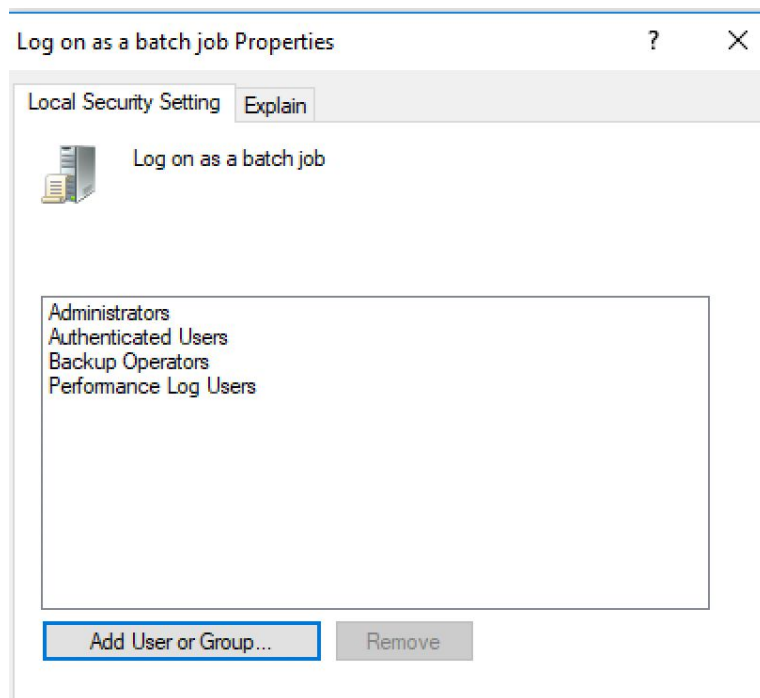 Log on as a batch job Properties ?
Local Security Setting Explain
Log on as a batch job
Administrators
Authenticated Users
Backup Operators
Performance Log Users
Add User or Group... Remove